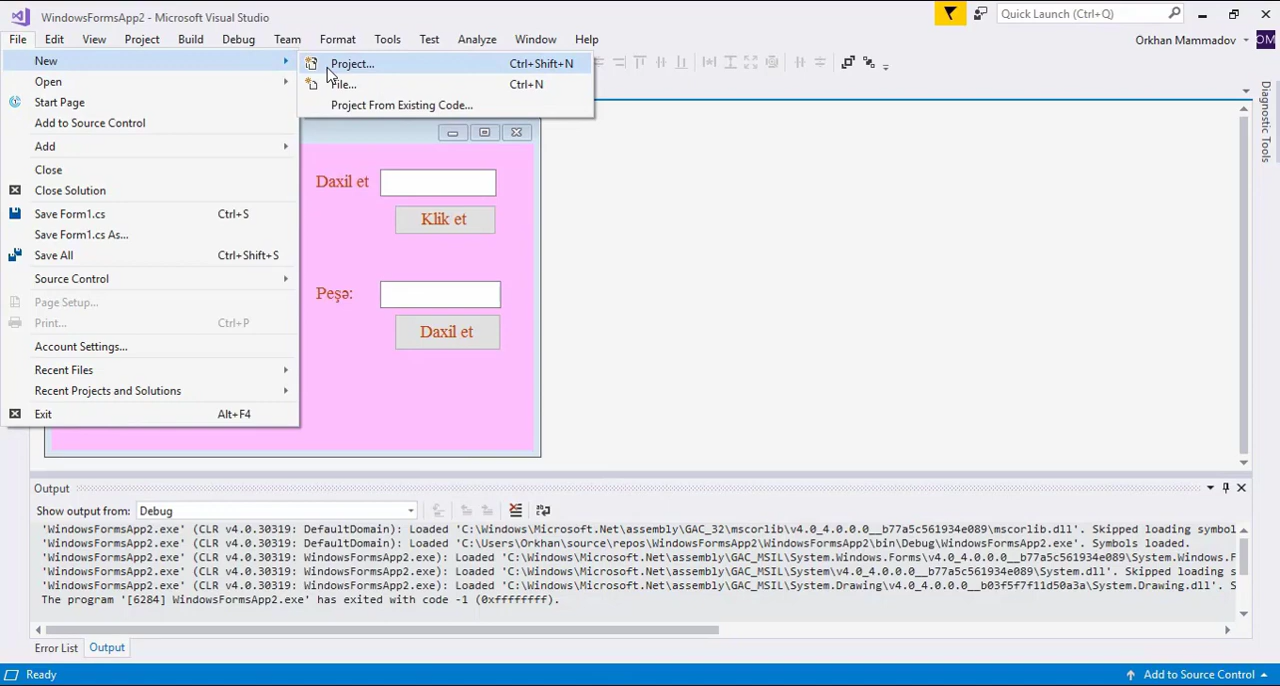 WindowsFormsApp2 - Microsoft Visual Studio
Quick Launch (Ctrl+Q)
File Edit View Project Build Debug Team Format Tools Test Analyze Window Help
Orkhan Mammadov OM
New
Open
Start Page
Add to Source Control
Add
Close
Close Solution
Save Form1.cs Ctrl+S
Save Form1.cs As...
Save All Ctrl+Shift+S
Source Control
Page Setup...
Print... Ctrl+P
Account Settings...
Recent Files
Recent Projects and Solutions
Exit Alt+F4
Project... Ctrl+Shift+N
File... Ctrl+N
Project From Existing Code...
Daxil et
Klik et
Peşə:
Daxil et
Diagnostic Tools
Output
Show output from: Debug
'WindowsFormsApp2.exe' (CLR v4.0.30319: DefaultDomain): Loaded 'C:\Windows\Microsoft.Net\assembly\GAC_32\mscorlib\v4.0_4.0.0.0__b77a5c561934e089\mscorlib.dll'. Skipped loading symbol
'WindowsFormsApp2.exe' (CLR v4.0.30319: DefaultDomain): Loaded 'C:\Users\Orkhan\source\repos\WindowsFormsApp2\WindowsFormsApp2\bin\Debug\WindowsFormsApp2.exe'. Symbols loaded.
'WindowsFormsApp2.exe' (CLR v4.0.30319: WindowsFormsApp2.exe): Loaded 'C:\Windows\Microsoft.Net\assembly\GAC_MSIL\System.Windows.Forms\v4.0_4.0.0.0__b77a5c561934e089\System.Windows.F
'WindowsFormsApp2.exe' (CLR v4.0.30319: WindowsFormsApp2.exe): Loaded 'C:\Windows\Microsoft.Net\assembly\GAC_MSIL\System\v4.0_4.0.0.0__b77a5c561934e089\System.dll'. Skipped loading s
'WindowsFormsApp2.exe' (CLR v4.0.30319: WindowsFormsApp2.exe): Loaded 'C:\Windows\Microsoft.Net\assembly\GAC_MSIL\System.Drawing\v4.0_4.0.0.0__b03f5f7f11d50a3a\System.Drawing.dll'. S
The program '[6284] WindowsFormsApp2.exe' has exited with code -1 (0xffffffff).
Error List Output
Ready
Add to Source Control